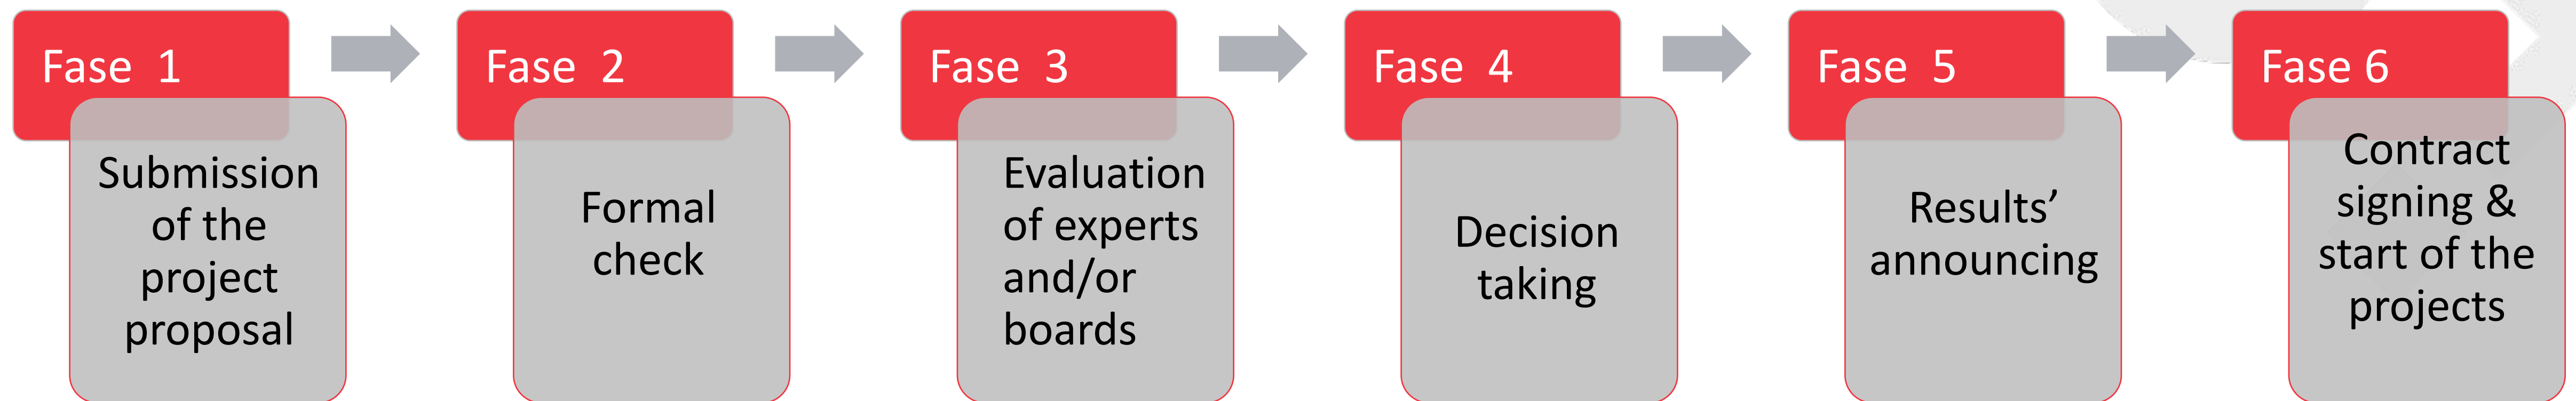 Fase 1
Submission
of the
project
proposal
Fase 2
Formal
check
Fase 3
Evaluation
of experts
and/or
boards
Fase 4
Decision
taking
Fase 5
Results’
announcing
Fase 6
Contract
signing &
start of the
projects